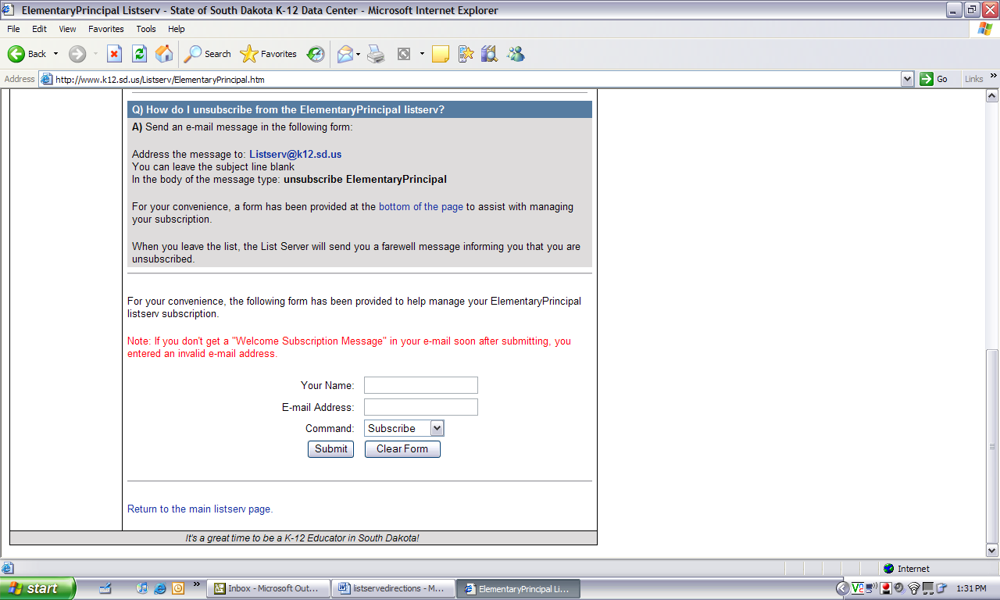 ElementaryPrincipal Listserv - State of South Dakota K-12 Data Center - Microsoft Internet Explorer
File Edit View Favorites Tools Help
Back Search Favorites
Address http://www.k12.sd.us/Listserv/ElementaryPrincipal.htm Go Links »
Q) How do I unsubscribe from the ElementaryPrincipal listserv?
A) Send an e-mail message in the following form:
Address the message to: Listserv@k12.sd.us
You can leave the subject line blank
In the body of the message type: unsubscribe ElementaryPrincipal
For your convenience, a form has been provided at the bottom of the page to assist with managing
your subscription.
When you leave the list, the List Server will send you a farewell message informing you that you are
unsubscribed.
For your convenience, the following form has been provided to help manage your ElementaryPrincipal
listserv subscription.
Note: If you don't get a "Welcome Subscription Message" in your e-mail soon after submitting, you
entered an invalid e-mail address.
Your Name:
E-mail Address:
Command: Subscribe
Submit Clear Form
Return to the main listserv page.
It's a great time to be a K-12 Educator in South Dakota!
Internet
start » Inbox - Microsoft Out... listservedirections - M... ElementaryPrincipal Li... 1:31 PM